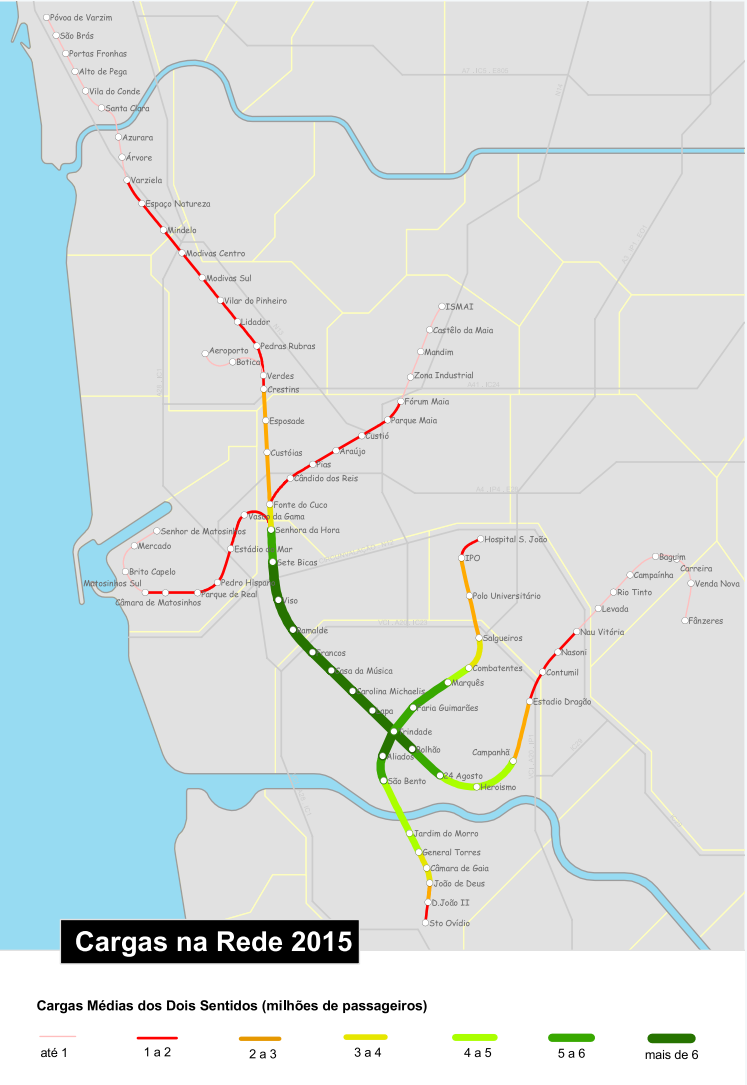 Póvoa de Varzim
São Brás
Portas Fronhas
Alto de Pega
Vila do Conde
Santa Clara
Azurara
Árvore
Varziela
Espaço Natureza
Mindelo
Modivas Centro
Modivas Sul
Vilar do Pinheiro
Lidador
Pedras Rubras
Aeroporto
Botica
Verdes
Crestins
Esposade
Custóias
ISMAI
Castêlo da Maia
Mandim
Zona Industrial
Fórum Maia
Parque Maia
Custió
Araújo
Pias
Cândido dos Reis
Fonte do Cuco
Vasco da Gama
Senhora da Hora
Senhor de Matosinhos
Mercado
Estádio do Mar
Sete Bicas
Brito Capelo
Matosinhos Sul
Pedro Hispano
Parque de Real
Câmara de Matosinhos
Viso
Ramalde
Francos
Casa da Música
Carolina Michaelis
Lapa
Hospital S. João
IPO
Polo Universitário
Salgueiros
Combatentes
Marquês
Faria Guimarães
Trindade
Bolhão
Aliados
24 Agosto
São Bento
Heroismo
Campanhã
Estadio Dragão
Contumil
Nasoni
Nau Vitória
Levada
Rio Tinto
Campaínha
Baguim
Carreira
Venda Nova
Fânzeres
Jardim do Morro
General Torres
Câmara de Gaia
João de Deus
D.João II
Sto Ovídio
Cargas na Rede 2015
Cargas Médias dos Dois Sentidos (milhões de passageiros)
até 1
1 a 2
2 a 3
3 a 4
4 a 5
5 a 6
mais de 6